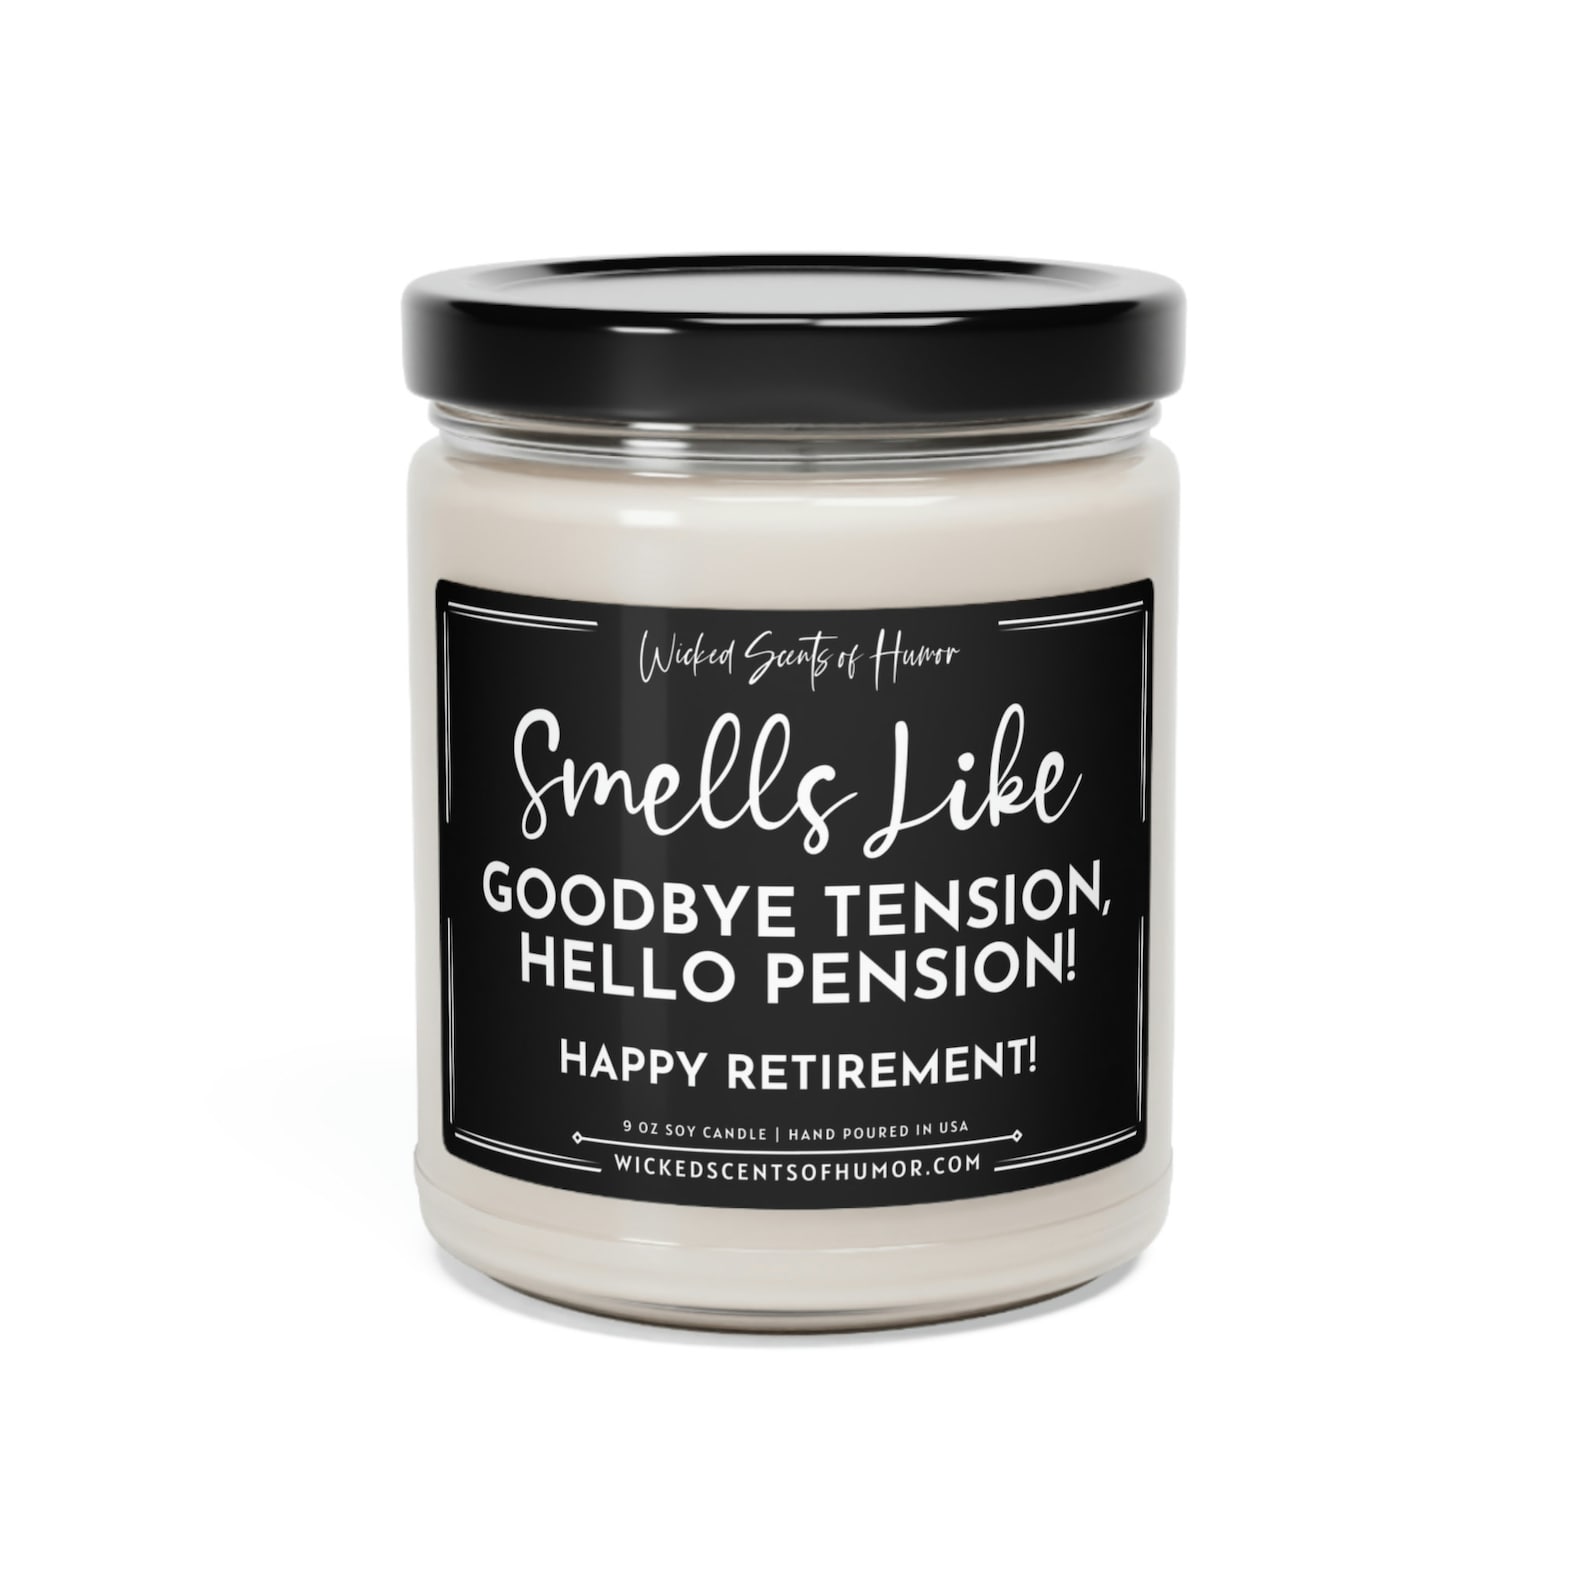 Wicked Scents of Humor
Smells Like
GOODBYE TENSION,
HELLO PENSION!
HAPPY RETIREMENT!
9 OZ SOY CANDLE | HAND POURED IN USA
WICKEDSCENTSOFHUMOR.COM